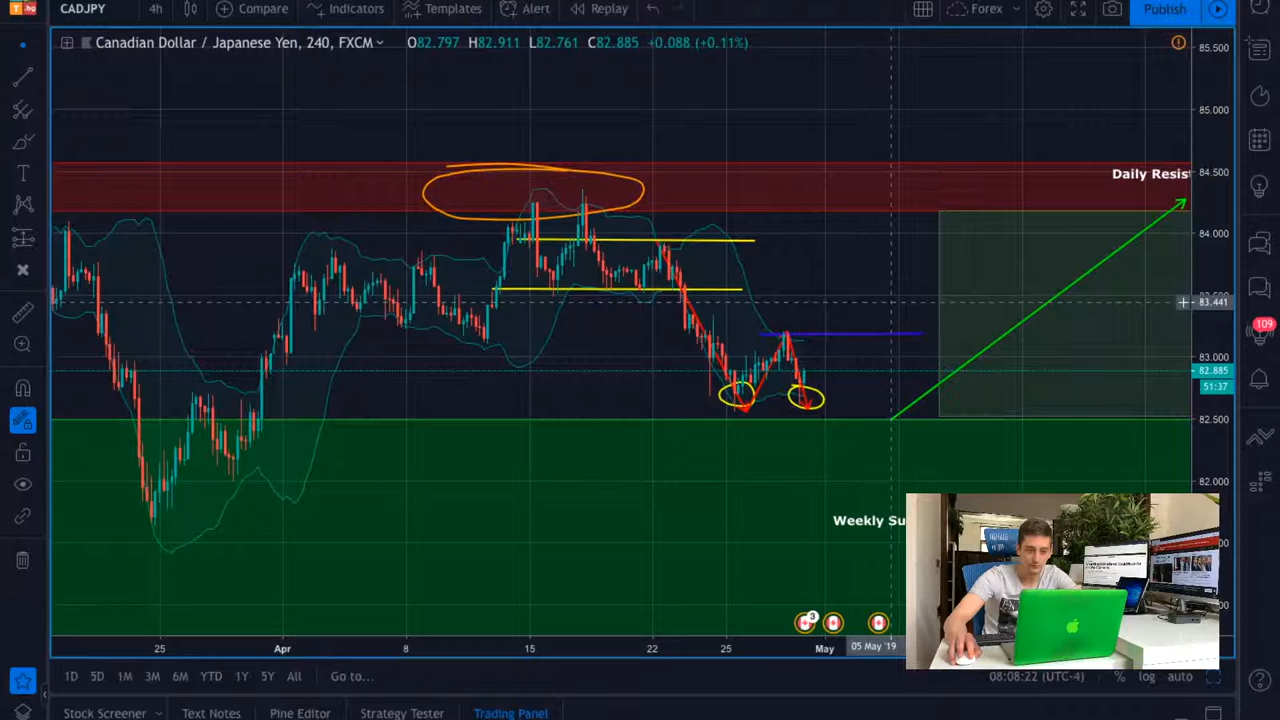 T .bg
CADJPY 4h Compare Indicators Templates Alert Replay Forex Publish
Canadian Dollar / Japanese Yen, 240, FXCM O82.797 H82.911 L82.761 C82.885 +0.088 (+0.11%)
85.500
85.000
84.500
Daily Resis
84.000
83.441
109
83.000
82.885
51:37
82.500
82.000
Weekly Su
3
25 Apr 8 15 22 25 May 05 May '19
1D 5D 1M 3M 6M YTD 1Y 5Y All Go to... 08:08:22 (UTC-4) % log auto
Stock Screener Text Notes Pine Editor Strategy Tester Trading Panel